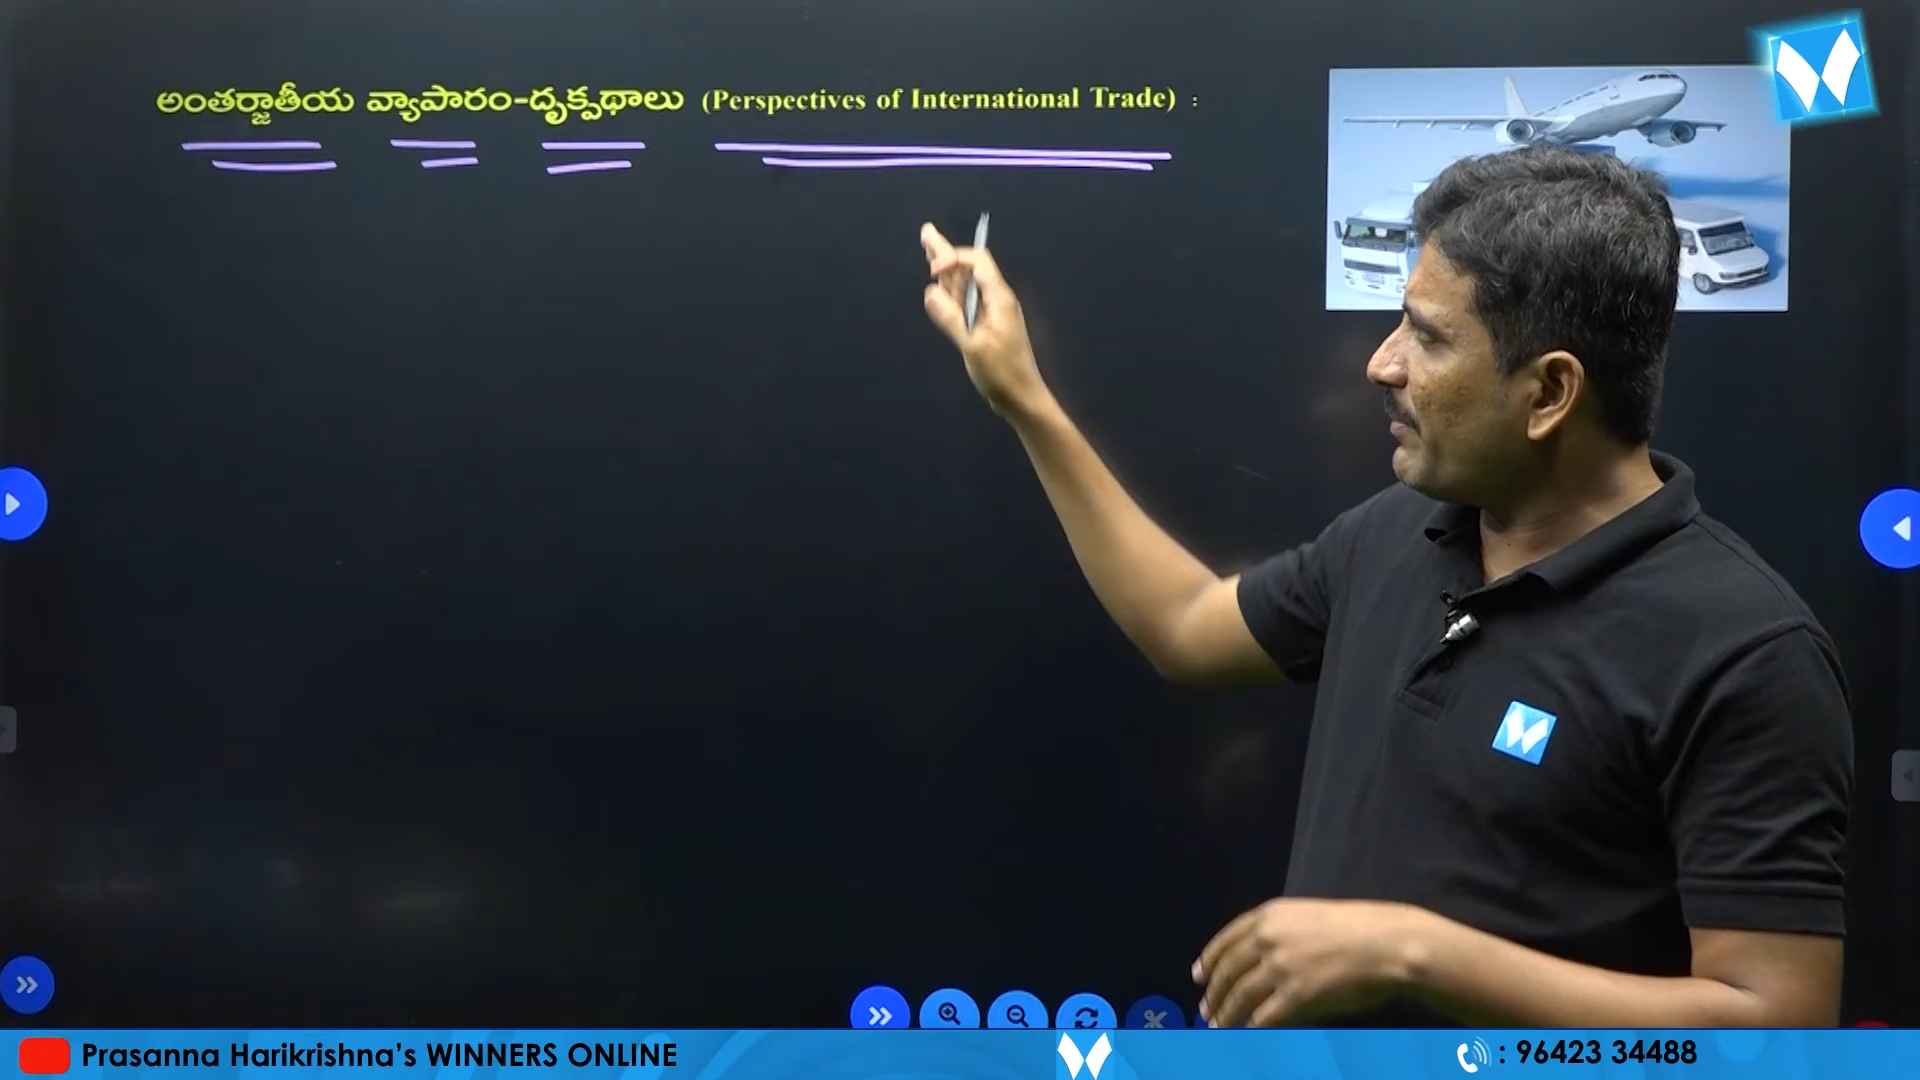 అంతర్జాతీయ వ్యాపారం-దృక్పథాలు (Perspectives of International Trade) :
Prasanna Harikrishna’s WINNERS ONLINE
: 96423 34488